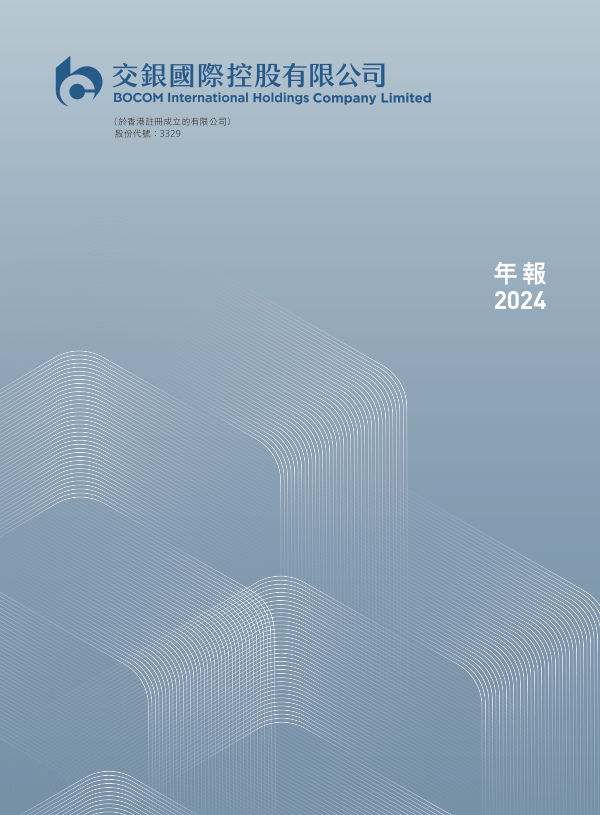 交銀國際控股有限公司
BOCOM International Holdings Company Limited
（於香港註冊成立的有限公司）
股份代號：3329
年報
2024